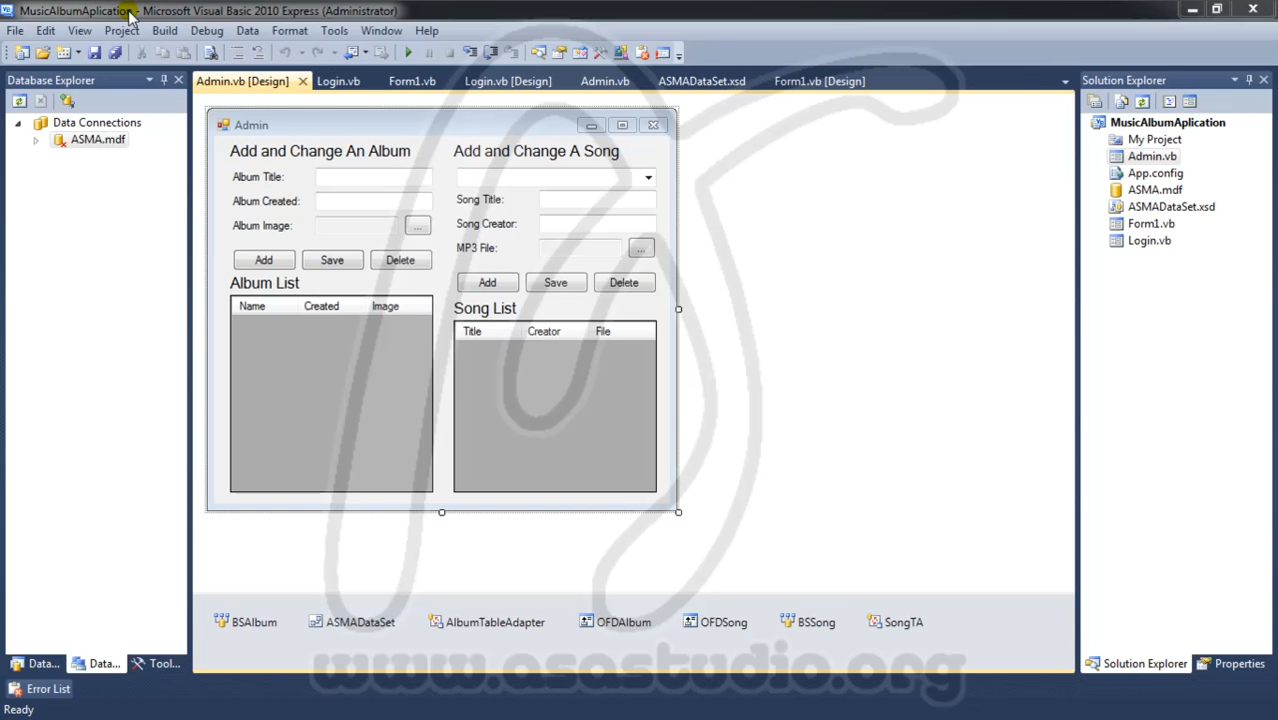 MusicAlbumAplication - Microsoft Visual Basic 2010 Express (Administrator)
File Edit View Project Build Debug Data Format Tools Window Help
Database Explorer
Data Connections
ASMA.mdf
Admin.vb [Design] Login.vb Form1.vb Login.vb [Design] Admin.vb ASMADataSet.xsd Form1.vb [Design]
Admin
Add and Change An Album
Album Title:
Album Created:
Album Image: ...
Add Save Delete
Album List
Name Created Image
Add and Change A Song
Song Title:
Song Creator:
MP3 File: ...
Add Save Delete
Song List
Title Creator File
BSAlbum ASMADataSet AlbumTableAdapter OFDAlbum OFDSong BSSong SongTA
Solution Explorer
MusicAlbumAplication
My Project
Admin.vb
App.config
ASMA.mdf
ASMADataSet.xsd
Form1.vb
Login.vb
Data... Data... Tool...
Solution Explorer Properties
www.asastudio.org
Error List
Ready